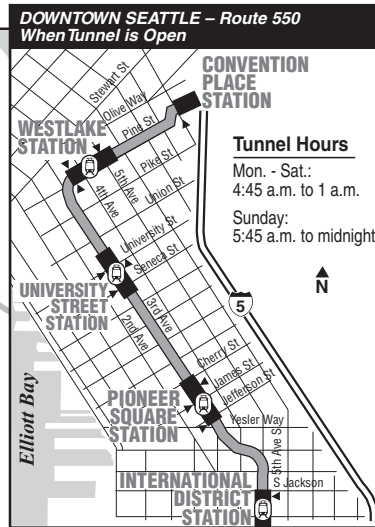 DOWNTOWN SEATTLE – Route 550
When Tunnel is Open
CONVENTION
PLACE
STATION
Stewart St
Olive Way
Pine St
WESTLAKE
STATION
Pike St
5th Ave
4th Ave
Union St
Tunnel Hours
Mon. - Sat.:
4:45 a.m. to 1 a.m.
Sunday:
5:45 a.m. to midnight
N
University St
Seneca St
UNIVERSITY
STREET
STATION
3rd Ave
2nd Ave
5
Cherry St
James St
Jefferson St
PIONEER
SQUARE
STATION
Yesler Way
Elliott Bay
5th Ave S
S Jackson
INTERNATIONAL
DISTRICT
STATION